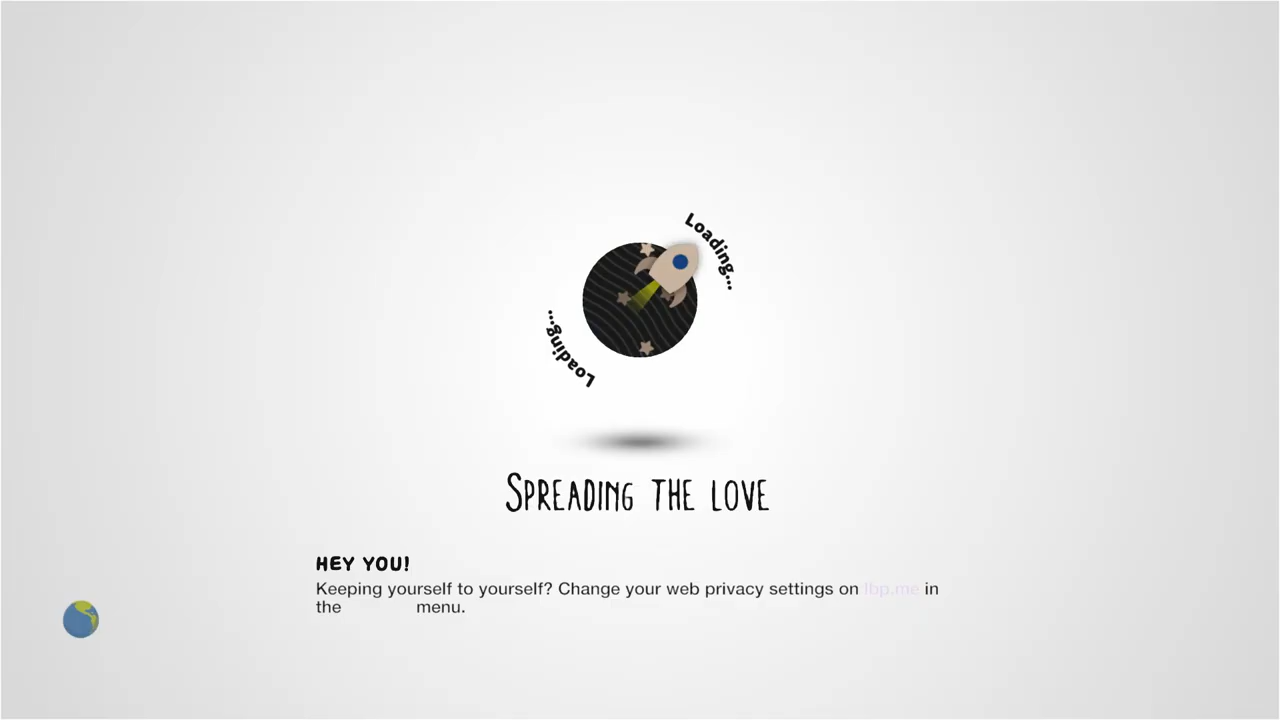 Loading...
Loading...
SPREADING THE LOVE
HEY YOU!
Keeping yourself to yourself? Change your web privacy settings on lbp.me in
the menu.